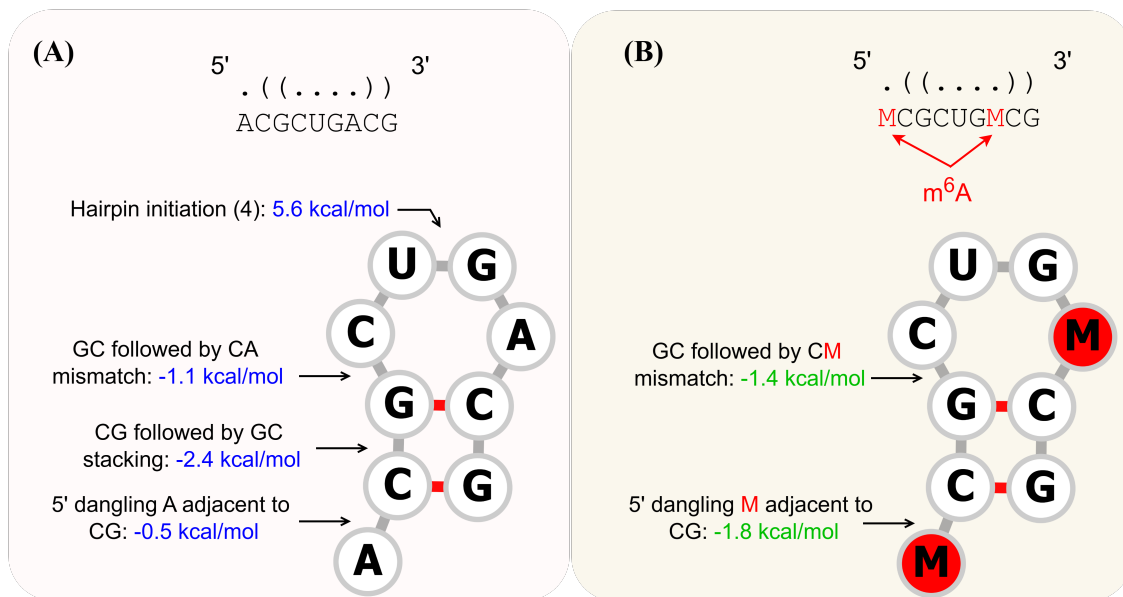 (A)
5' 3'
.((....))
ACGCUGACG
Hairpin initiation (4): 5.6 kcal/mol
U G
C A
GC followed by CA
mismatch: -1.1 kcal/mol
G C
CG followed by GC
stacking: -2.4 kcal/mol
C G
5' dangling A adjacent to
CG: -0.5 kcal/mol
A
(B)
5' 3'
.((....))
MCGCUGMCG
m⁶A
U G
C M
GC followed by CM
mismatch: -1.4 kcal/mol
G C
C G
5' dangling M adjacent to
CG: -1.8 kcal/mol
M